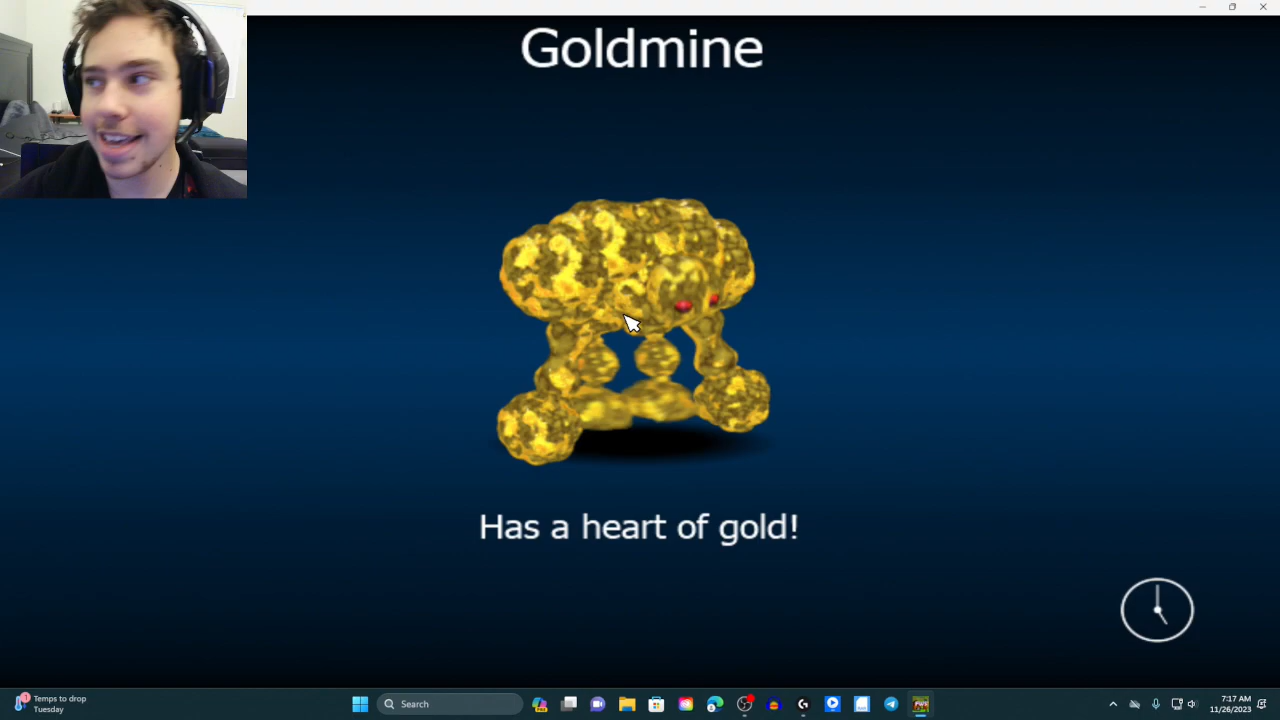 Goldmine
Has a heart of gold!
Temps to drop
Tuesday
Search
7:17 AM
11/26/2023